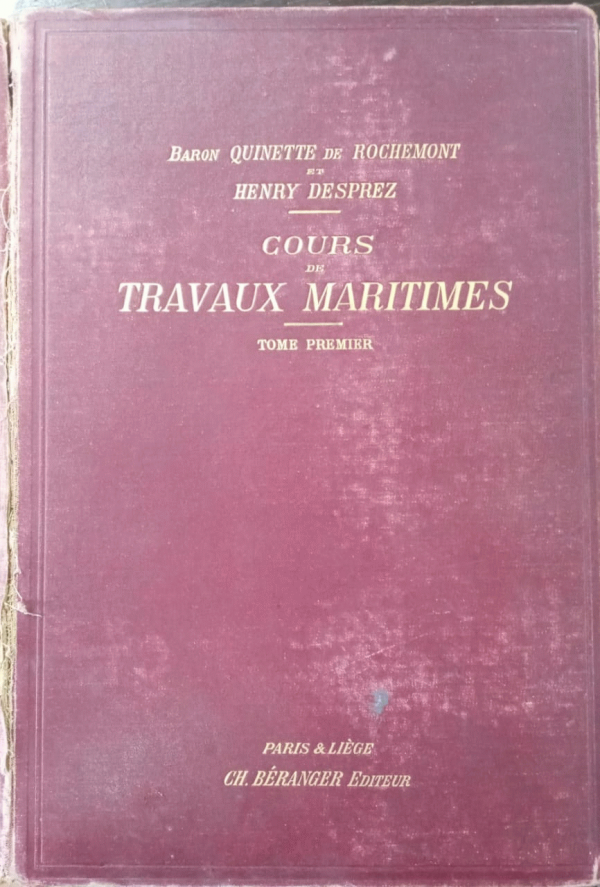 BARON QUINETTE DE ROCHEMONT
ET
HENRY DESPREZ
COURS
DE
TRAVAUX MARITIMES
TOME PREMIER
PARIS & LIÈGE
CH. BÉRANGER EDITEUR